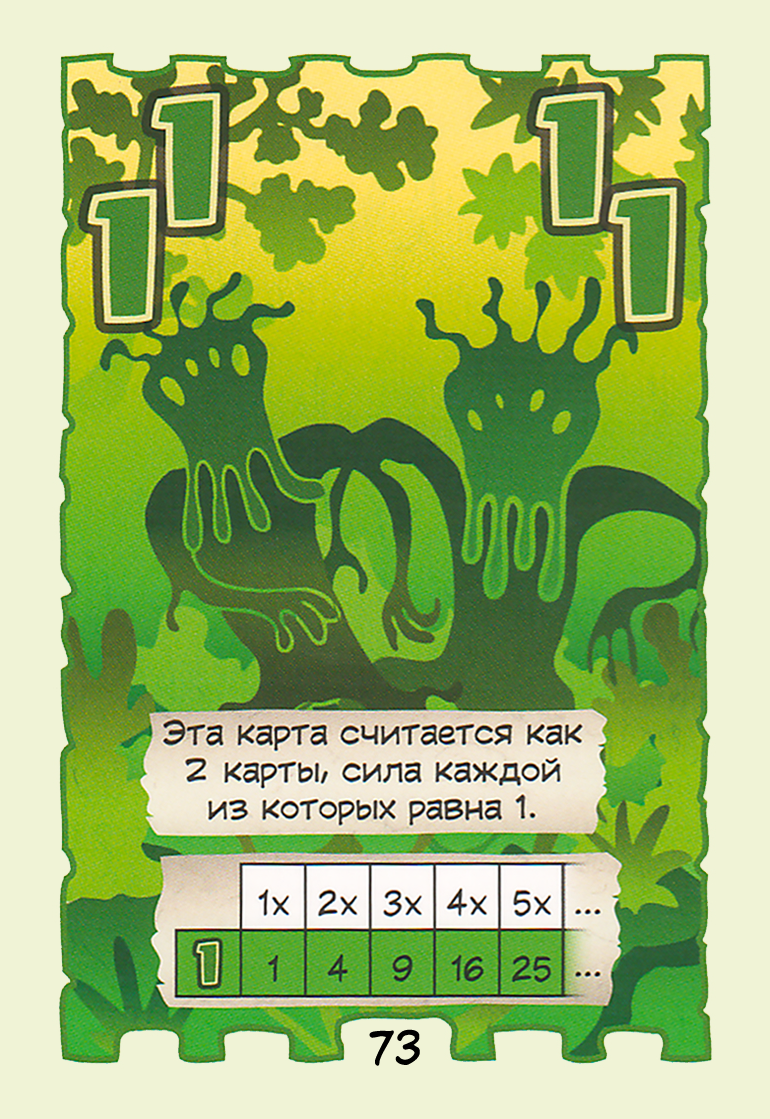 1 1
1 1
Эта карта считается как
2 карты, сила каждой
из которых равна 1.
1x 2x 3x 4x 5x ...
1 1 4 9 16 25 ...
73